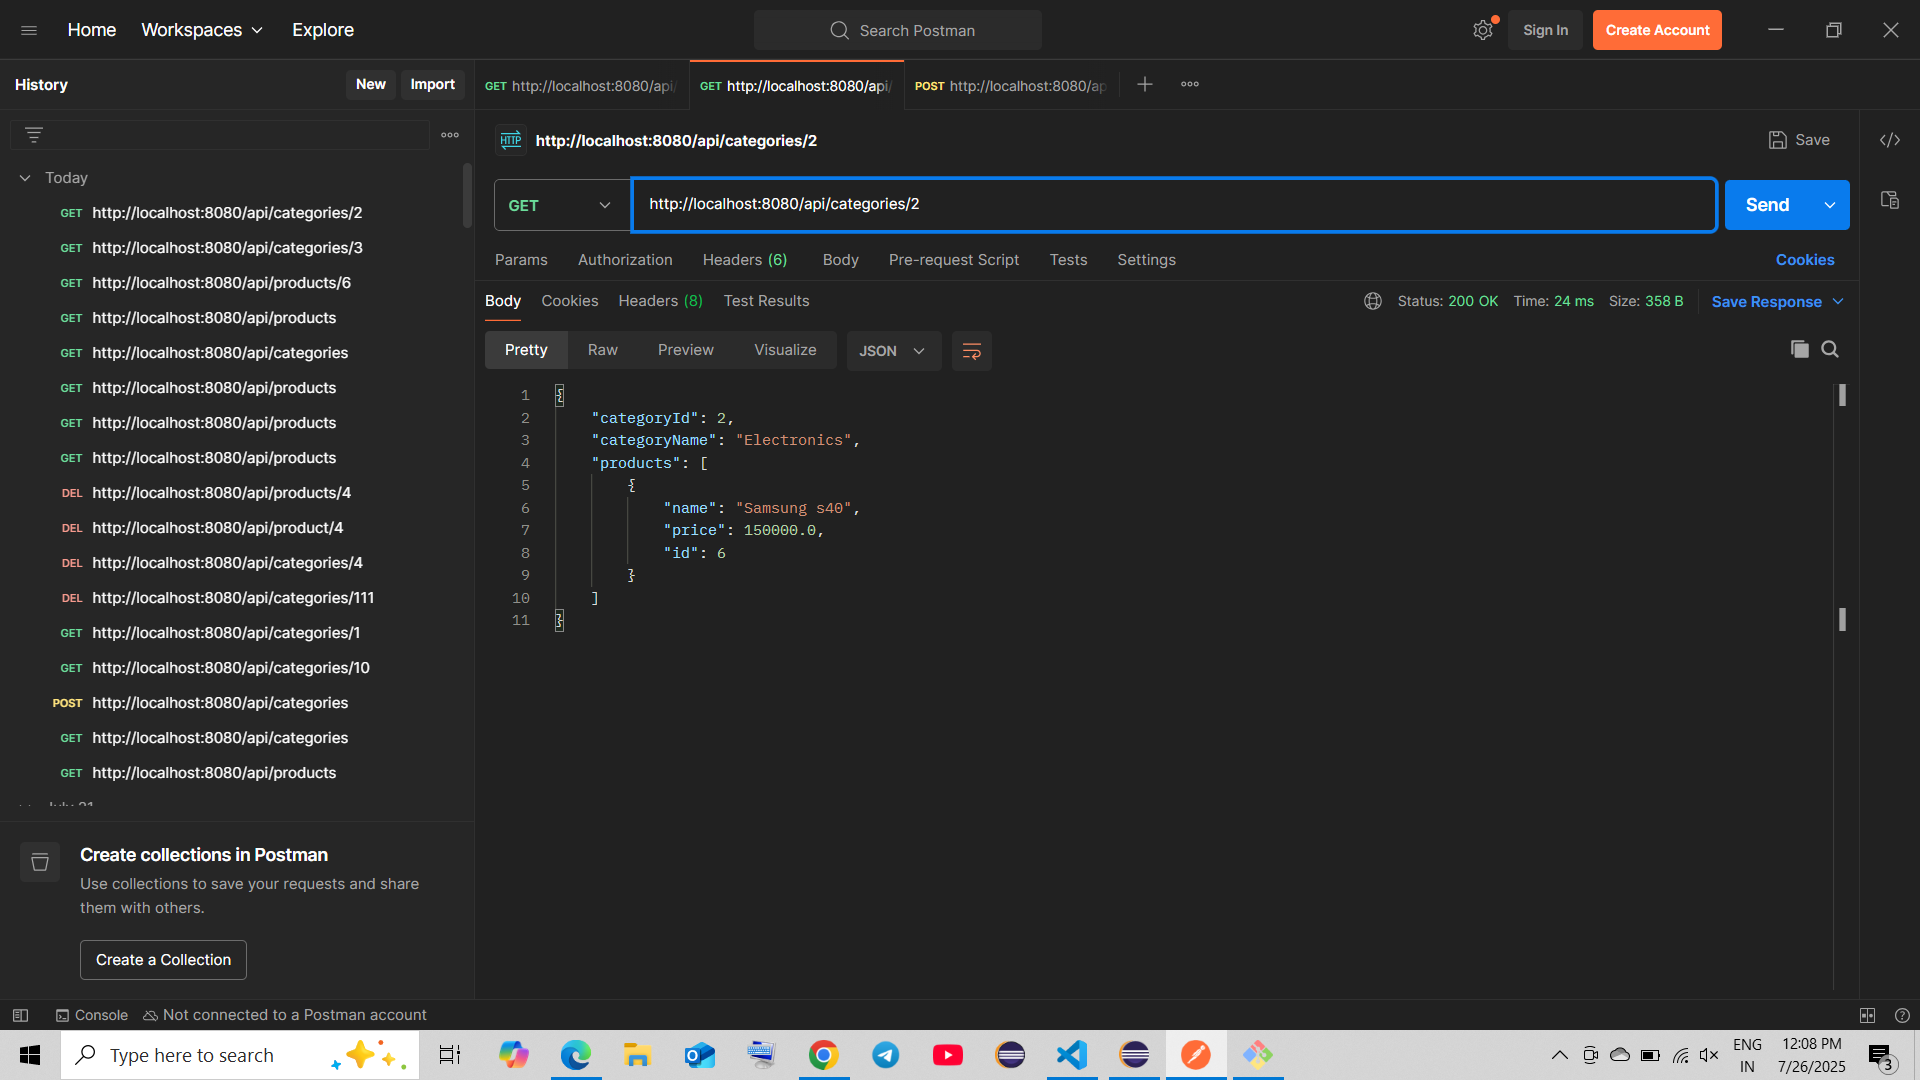 Home
Workspaces
Explore
Search Postman
Sign In
Create Account
History
New
Import
GET http://localhost:8080/api/
GET http://localhost:8080/api/
POST http://localhost:8080/ap
HTTP
http://localhost:8080/api/categories/2
Save
Today
GET http://localhost:8080/api/categories/2
GET http://localhost:8080/api/categories/3
GET http://localhost:8080/api/products/6
GET http://localhost:8080/api/products
GET http://localhost:8080/api/categories
GET http://localhost:8080/api/products
GET http://localhost:8080/api/products
GET http://localhost:8080/api/products
DEL http://localhost:8080/api/products/4
DEL http://localhost:8080/api/product/4
DEL http://localhost:8080/api/categories/4
DEL http://localhost:8080/api/categories/111
GET http://localhost:8080/api/categories/1
GET http://localhost:8080/api/categories/10
POST http://localhost:8080/api/categories
GET http://localhost:8080/api/categories
GET http://localhost:8080/api/products
GET
http://localhost:8080/api/categories/2
Send
Params
Authorization
Headers (6)
Body
Pre-request Script
Tests
Settings
Cookies
Body
Cookies
Headers (8)
Test Results
Status: 200 OK
Time: 24 ms
Size: 358 B
Save Response
Pretty
Raw
Preview
Visualize
JSON
1 {
2 "categoryId": 2,
3 "categoryName": "Electronics",
4 "products": [
5 {
6 "name": "Samsung s40",
7 "price": 150000.0,
8 "id": 6
9 }
10 ]
11 }
Create collections in Postman
Use collections to save your requests and share
them with others.
Create a Collection
Console
Not connected to a Postman account
Type here to search
ENG
IN
12:08 PM
7/26/2025
3